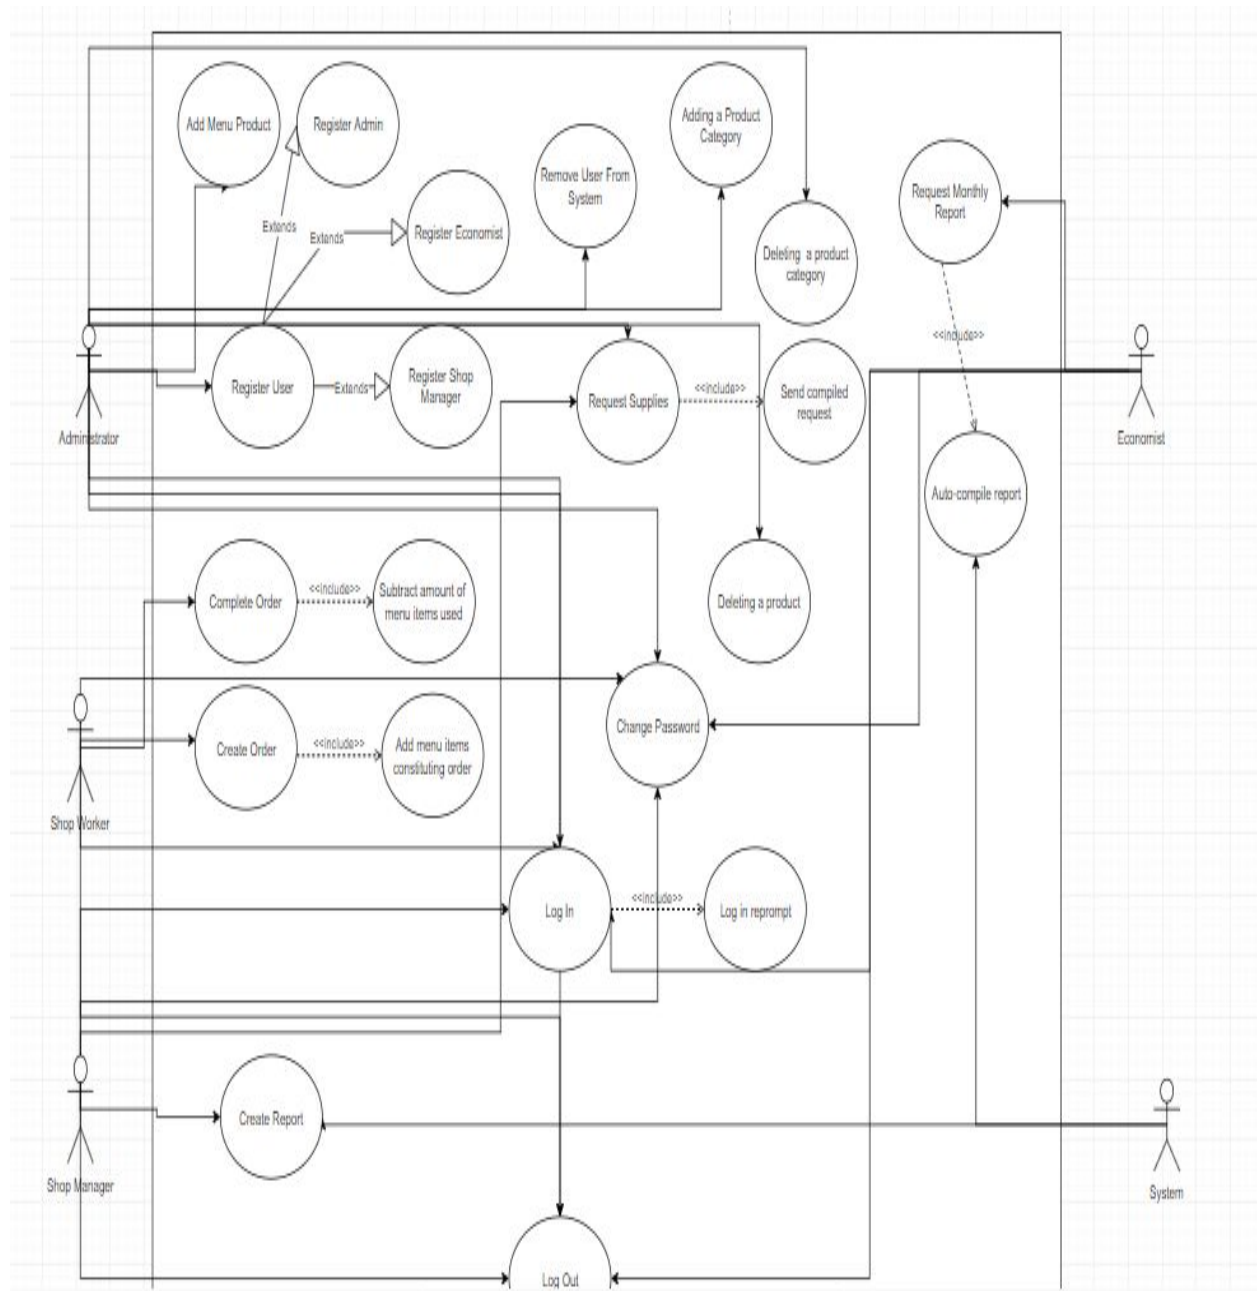 Add Menu Product
Register Admin
Adding a Product
Category
Remove User From
System
Request Monthly
Report
Extends
Extends
Register Economist
Deleting a product
category
<<include>>
Register User
Extends
Register Shop
Manager
Request Supplies
<<include>>
Send compiled
request
Administrator
Economist
Auto-compile report
Complete Order
<<include>>
Subtract amount of
menu items used
Deleting a product
Change Password
Create Order
<<include>>
Add menu items
constituting order
Shop Worker
Log In
<<include>>
Log in reprompt
Create Report
Shop Manager
System
Log Out